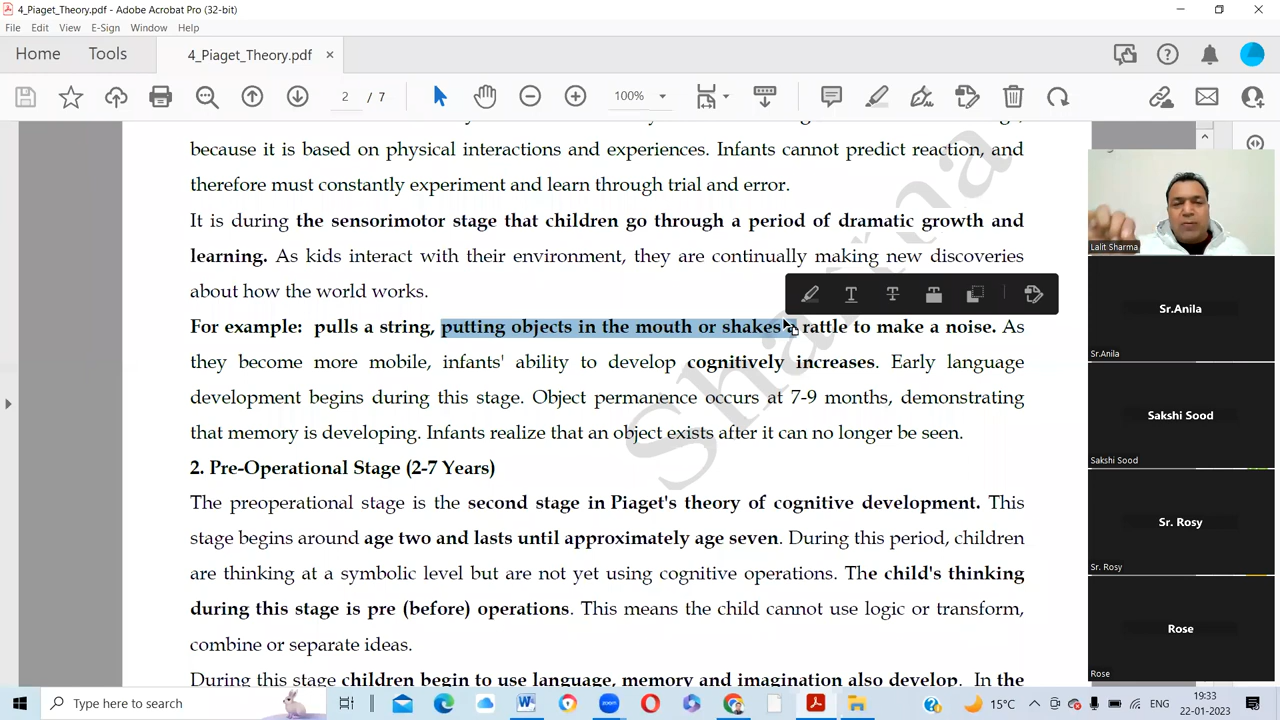 4_Piaget_Theory.pdf - Adobe Acrobat Pro (32-bit)
File Edit View E-Sign Window Help
Home Tools 4_Piaget_Theory.pdf ×
2 / 7 100%
because it is based on physical interactions and experiences. Infants cannot predict reaction, and
therefore must constantly experiment and learn through trial and error.
It is during the sensorimotor stage that children go through a period of dramatic growth and
learning. As kids interact with their environment, they are continually making new discoveries
about how the world works.
For example: pulls a string, putting objects in the mouth or shakes a rattle to make a noise. As
they become more mobile, infants' ability to develop cognitively increases. Early language
development begins during this stage. Object permanence occurs at 7-9 months, demonstrating
that memory is developing. Infants realize that an object exists after it can no longer be seen.
2. Pre-Operational Stage (2-7 Years)
The preoperational stage is the second stage in Piaget's theory of cognitive development. This
stage begins around age two and lasts until approximately age seven. During this period, children
are thinking at a symbolic level but are not yet using cognitive operations. The child's thinking
during this stage is pre (before) operations. This means the child cannot use logic or transform,
combine or separate ideas.
During this stage children begin to use language, memory and imagination also develop. In the
Sharma
Lalit Sharma
Sr.Anila
Sr.Anila
Sakshi Sood
Sakshi Sood
Sr. Rosy
Sr. Rosy
Rose
Rose
Type here to search
15°C ENG 19:33
22-01-2023